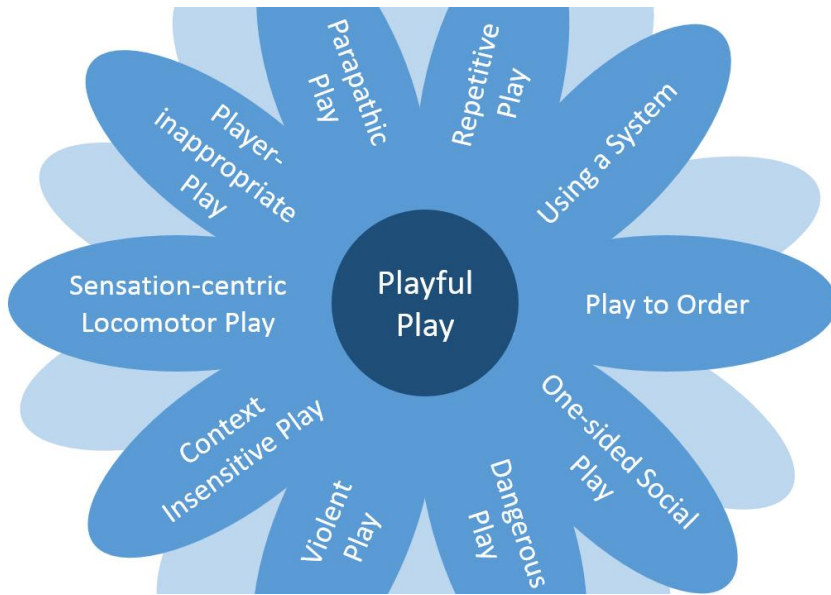 Playful
Play
Parapathic
Play
Repetitive
Play
Using a System
Play to Order
One-sided Social
Play
Dangerous
Play
Violent
Play
Context
Insensitive Play
Sensation-centric
Locomotor Play
Player-
inappropriate
Play